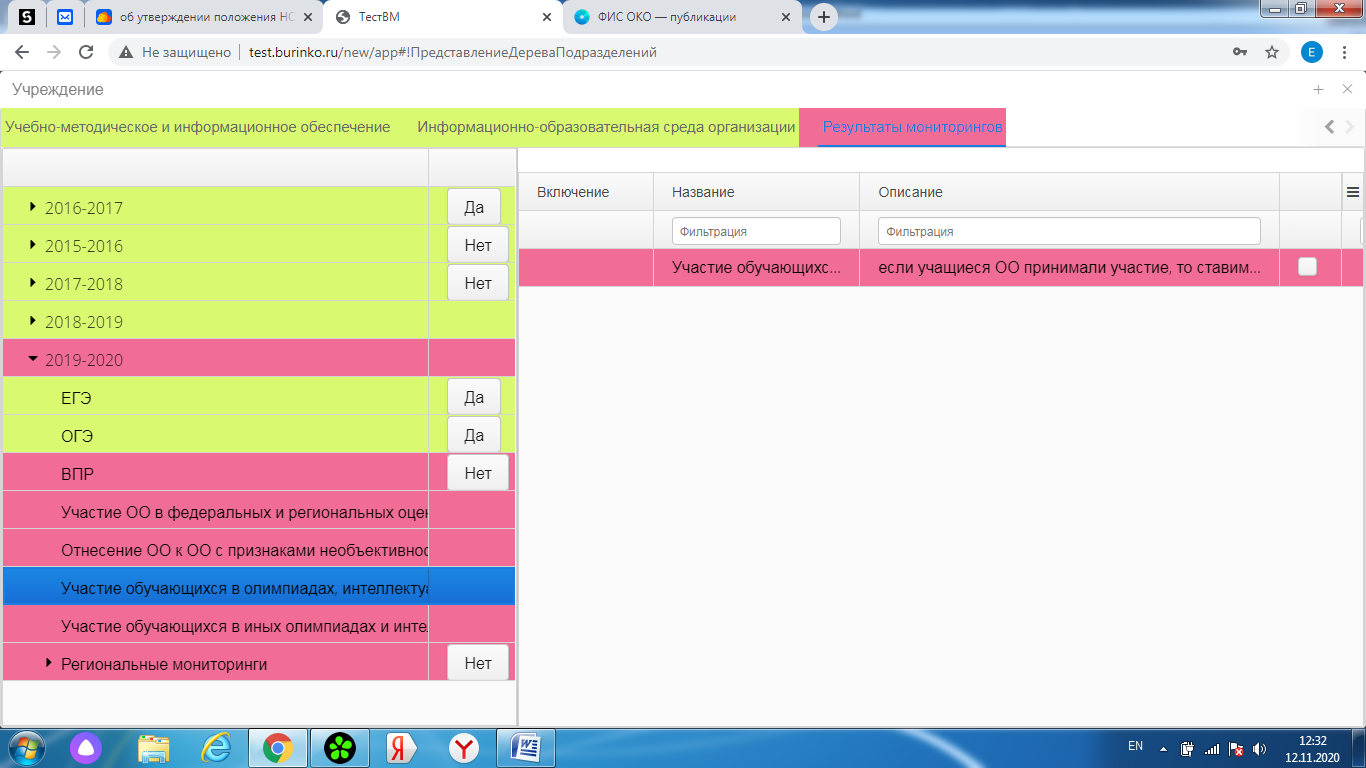 S
об утверждении положения НС
ТестВМ
ФИС ОКО — публикации
Не защищено
test.burinko.ru/new/app#!ПредставлениеДереваПодразделений
E
Учреждение
Учебно-методическое и информационное обеспечение
Информационно-образовательная среда организации
Результаты мониторингов
Включение
Название
Описание
Фильтрация
Фильтрация
Участие обучающихс...
если учащиеся ОО принимали участие, то ставим...
2016-2017 Да
2015-2016 Нет
2017-2018 Нет
2018-2019
2019-2020
ЕГЭ Да
ОГЭ Да
ВПР Нет
Участие ОО в федеральных и региональных оцен
Отнесение ОО к ОО с признаками необъективнос
Участие обучающихся в олимпиадах, интеллектуа
Участие обучающихся в иных олимпиадах и интел
Региональные мониторинги Нет
EN
12:32
12.11.2020